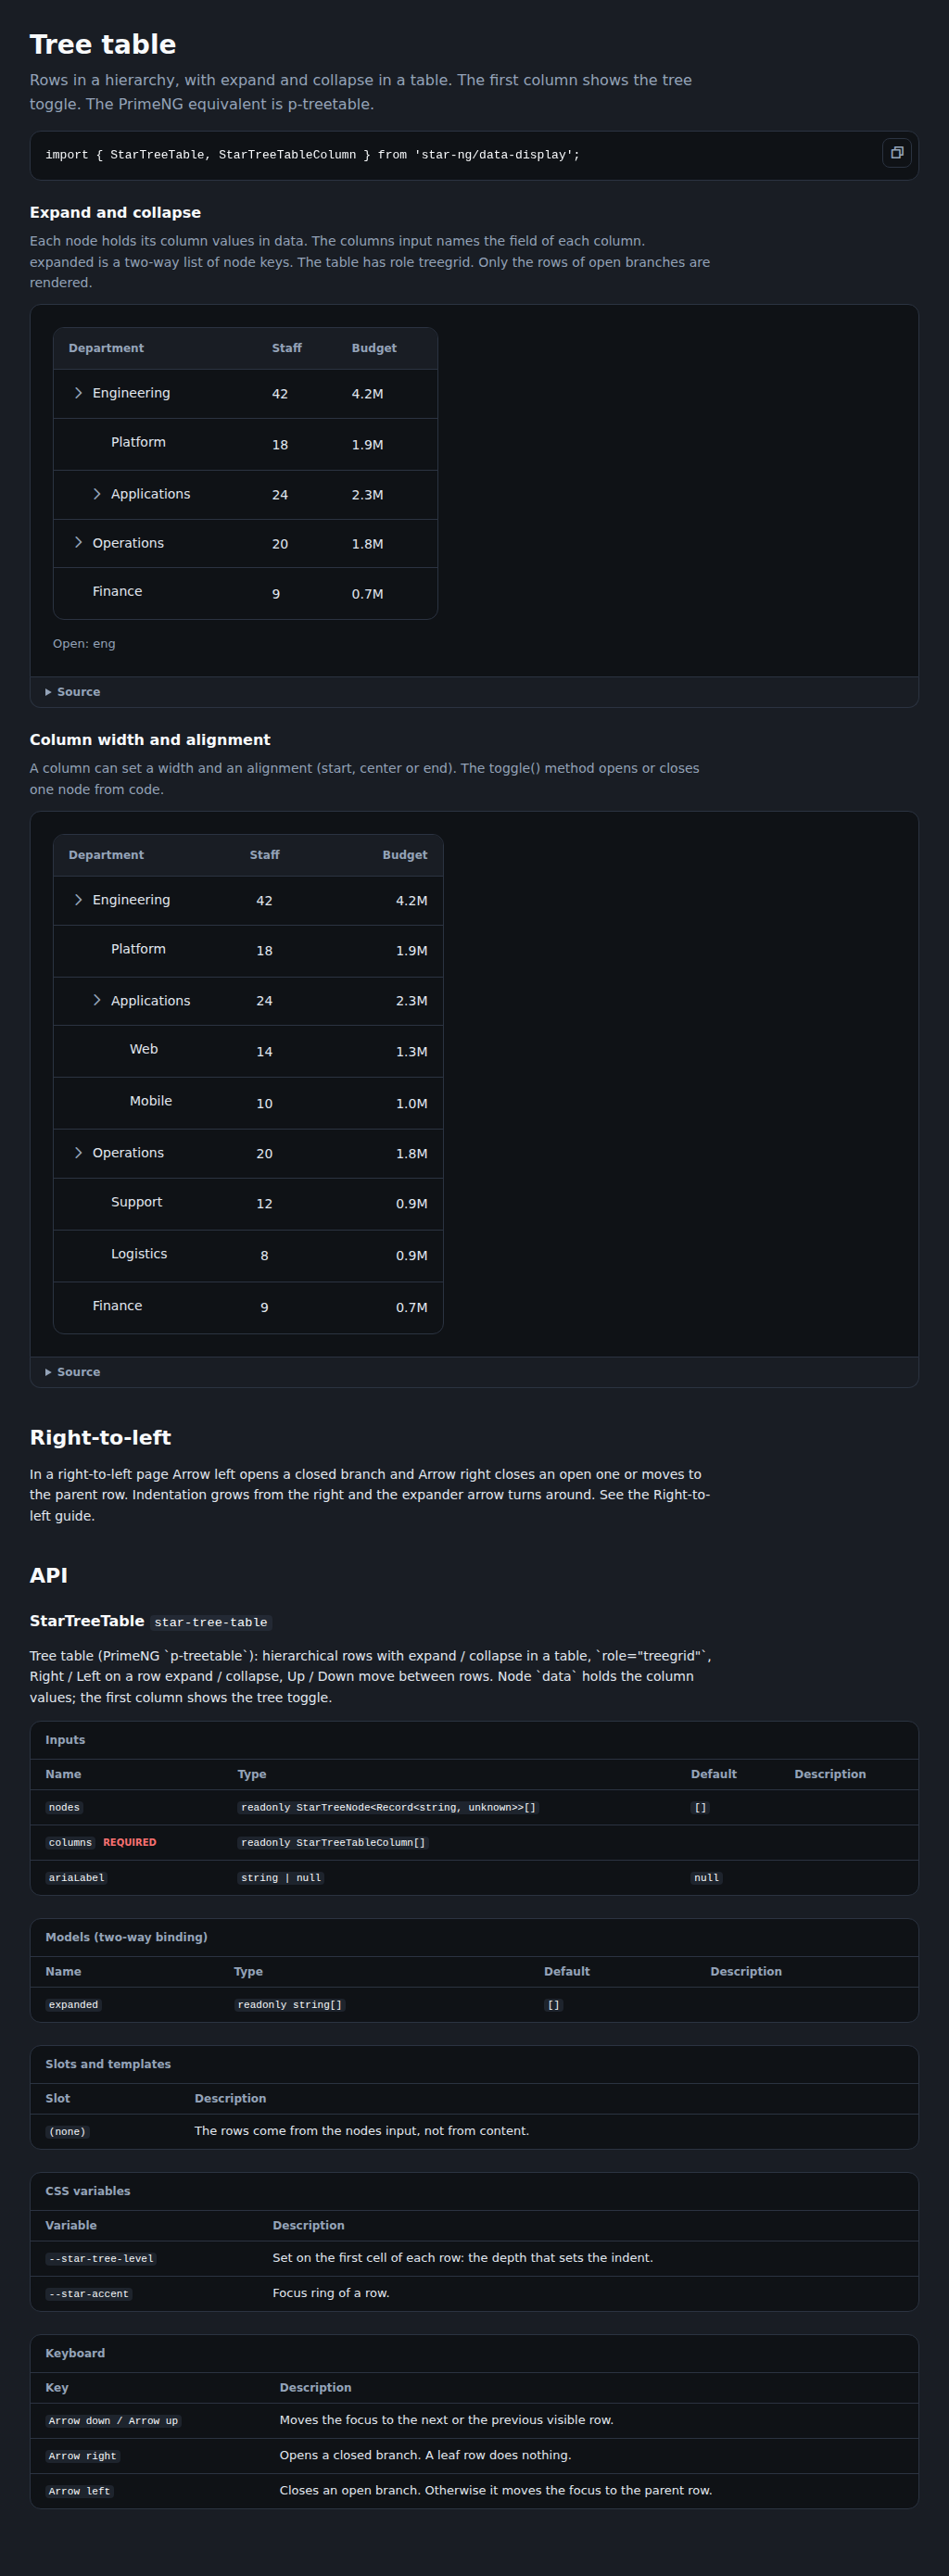 Tree table
Rows in a hierarchy, with expand and collapse in a table. The first column shows the tree
toggle. The PrimeNG equivalent is p-treetable.
import { StarTreeTable, StarTreeTableColumn } from 'star-ng/data-display';
Expand and collapse
Each node holds its column values in data. The columns input names the field of each column.
expanded is a two-way list of node keys. The table has role treegrid. Only the rows of open branches are
rendered.
Department Staff Budget
Engineering 42 4.2M
Platform 18 1.9M
Applications 24 2.3M
Operations 20 1.8M
Finance 9 0.7M
Open: eng
Source
Column width and alignment
A column can set a width and an alignment (start, center or end). The toggle() method opens or closes
one node from code.
Department Staff Budget
Engineering 42 4.2M
Platform 18 1.9M
Applications 24 2.3M
Web 14 1.3M
Mobile 10 1.0M
Operations 20 1.8M
Support 12 0.9M
Logistics 8 0.9M
Finance 9 0.7M
Source
Right-to-left
In a right-to-left page Arrow left opens a closed branch and Arrow right closes an open one or moves to
the parent row. Indentation grows from the right and the expander arrow turns around. See the Right-to-
left guide.
API
StarTreeTable star-tree-table
Tree table (PrimeNG `p-treetable`): hierarchical rows with expand / collapse in a table, `role="treegrid"`,
Right / Left on a row expand / collapse, Up / Down move between rows. Node `data` holds the column
values; the first column shows the tree toggle.
Inputs
Name Type Default Description
nodes readonly StarTreeNode<Record<string, unknown>>[] []
columns REQUIRED readonly StarTreeTableColumn[]
ariaLabel string | null null
Models (two-way binding)
Name Type Default Description
expanded readonly string[] []
Slots and templates
Slot Description
(none) The rows come from the nodes input, not from content.
CSS variables
Variable Description
--star-tree-level Set on the first cell of each row: the depth that sets the indent.
--star-accent Focus ring of a row.
Keyboard
Key Description
Arrow down / Arrow up Moves the focus to the next or the previous visible row.
Arrow right Opens a closed branch. A leaf row does nothing.
Arrow left Closes an open branch. Otherwise it moves the focus to the parent row.